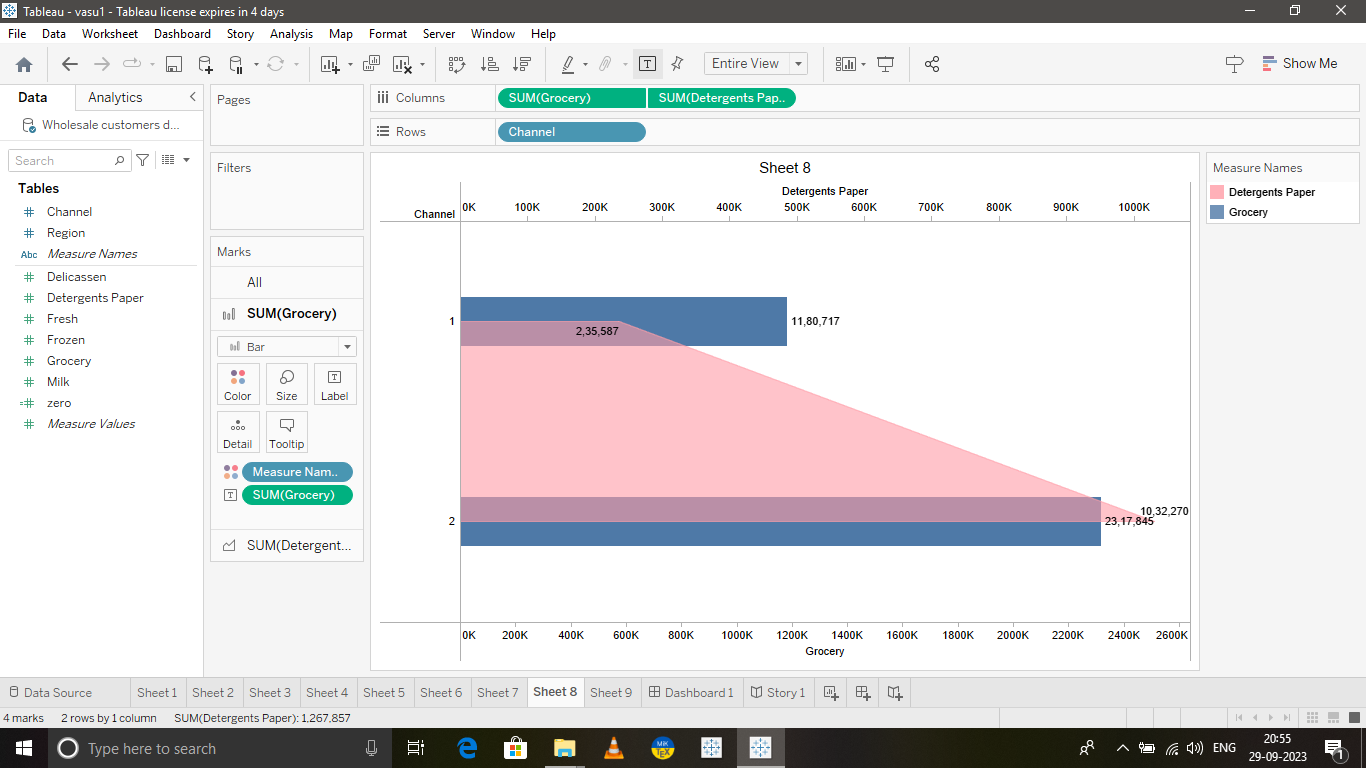 Tableau - vasu1 - Tableau license expires in 4 days
File Data Worksheet Dashboard Story Analysis Map Format Server Window Help
Entire View
Show Me
Data Analytics
Wholesale customers d...
Search
Tables
Channel
Region
Abc Measure Names
Delicassen
Detergents Paper
Fresh
Frozen
Grocery
Milk
zero
Measure Values
Pages
Filters
Marks
All
SUM(Grocery)
Bar
Color Size Label
Detail Tooltip
Measure Nam..
SUM(Grocery)
SUM(Detergent...
Columns SUM(Grocery) SUM(Detergents Pap..
Rows Channel
Sheet 8
Detergents Paper
Channel 0K 100K 200K 300K 400K 500K 600K 700K 800K 900K 1000K
1 2,35,587 11,80,717
2 10,32,270
23,17,845
0K 200K 400K 600K 800K 1000K 1200K 1400K 1600K 1800K 2000K 2200K 2400K 2600K
Grocery
Measure Names
Detergents Paper
Grocery
Data Source Sheet 1 Sheet 2 Sheet 3 Sheet 4 Sheet 5 Sheet 6 Sheet 7 Sheet 8 Sheet 9 Dashboard 1 Story 1
4 marks 2 rows by 1 column SUM(Detergents Paper): 1,267,857
Type here to search
MiK
TEX
ENG
20:55
29-09-2023
1